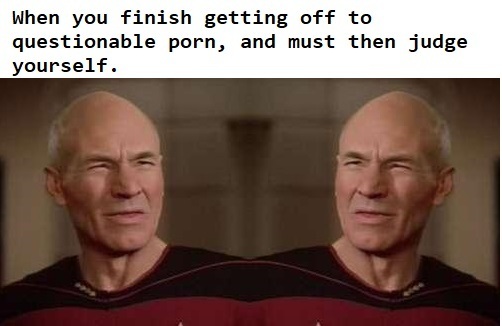 When you finish getting off to
questionable porn, and must then judge
yourself.